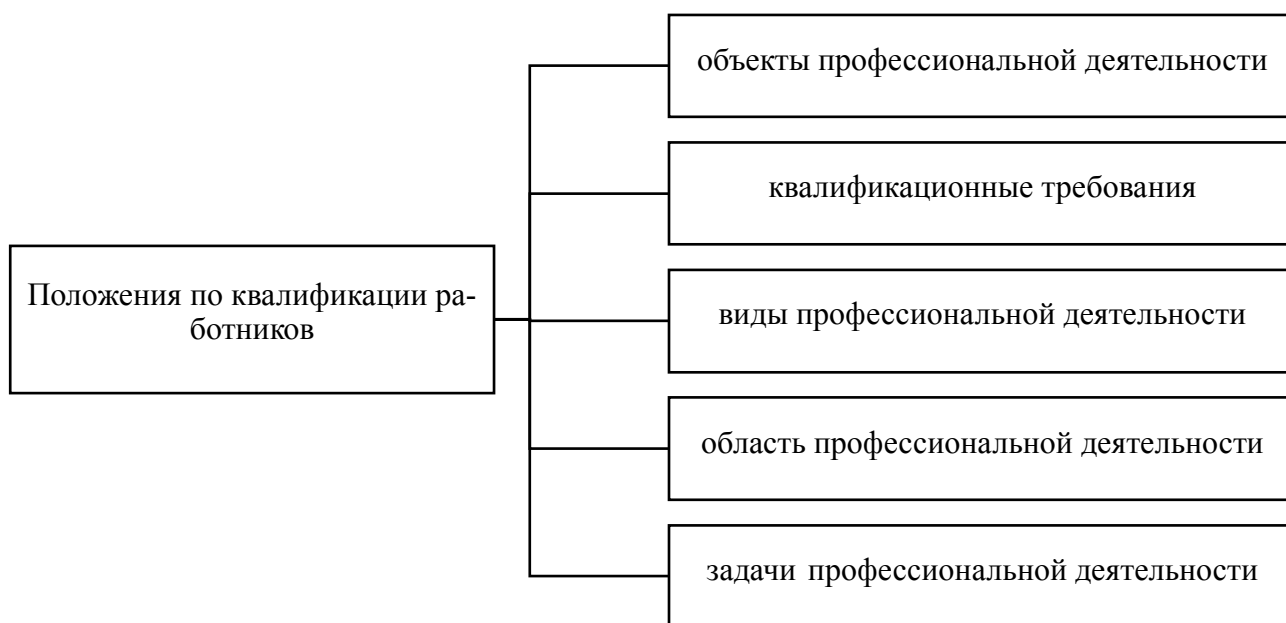 объекты профессиональной деятельности
квалификационные требования
Положения по квалификации ра-
ботников
виды профессиональной деятельности
область профессиональной деятельности
задачи профессиональной деятельности